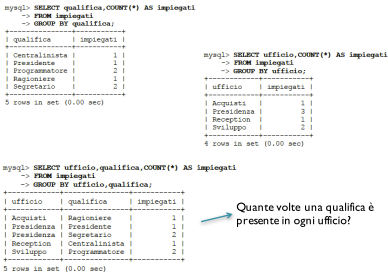 mysql> SELECT qualifica,COUNT(*) AS impiegati
-> FROM impiegati
-> GROUP BY qualifica;
+---------------+-----------+
| qualifica | impiegati |
+---------------+-----------+
| Centralinista | 1 |
| Presidente | 1 |
| Programmatore | 2 |
| Ragioniere | 1 |
| Segretario | 2 |
+---------------+-----------+
5 rows in set (0.00 sec)
mysql> SELECT ufficio,COUNT(*) AS impiegati
-> FROM impiegati
-> GROUP BY ufficio;
+------------+-----------+
| ufficio | impiegati |
+------------+-----------+
| Acquisti | 1 |
| Presidenza | 3 |
| Reception | 1 |
| Sviluppo | 2 |
+------------+-----------+
4 rows in set (0.00 sec)
mysql> SELECT ufficio,qualifica,COUNT(*) AS impiegati
-> FROM impiegati
-> GROUP BY ufficio,qualifica;
+------------+---------------+-----------+
| ufficio | qualifica | impiegati |
+------------+---------------+-----------+
| Acquisti | Ragioniere | 1 |
| Presidenza | Presidente | 1 |
| Presidenza | Segretario | 2 |
| Reception | Centralinista | 1 |
| Sviluppo | Programmatore | 2 |
+------------+---------------+-----------+
5 rows in set (0.00 sec)
Quante volte una qualifica è
presente in ogni ufficio?